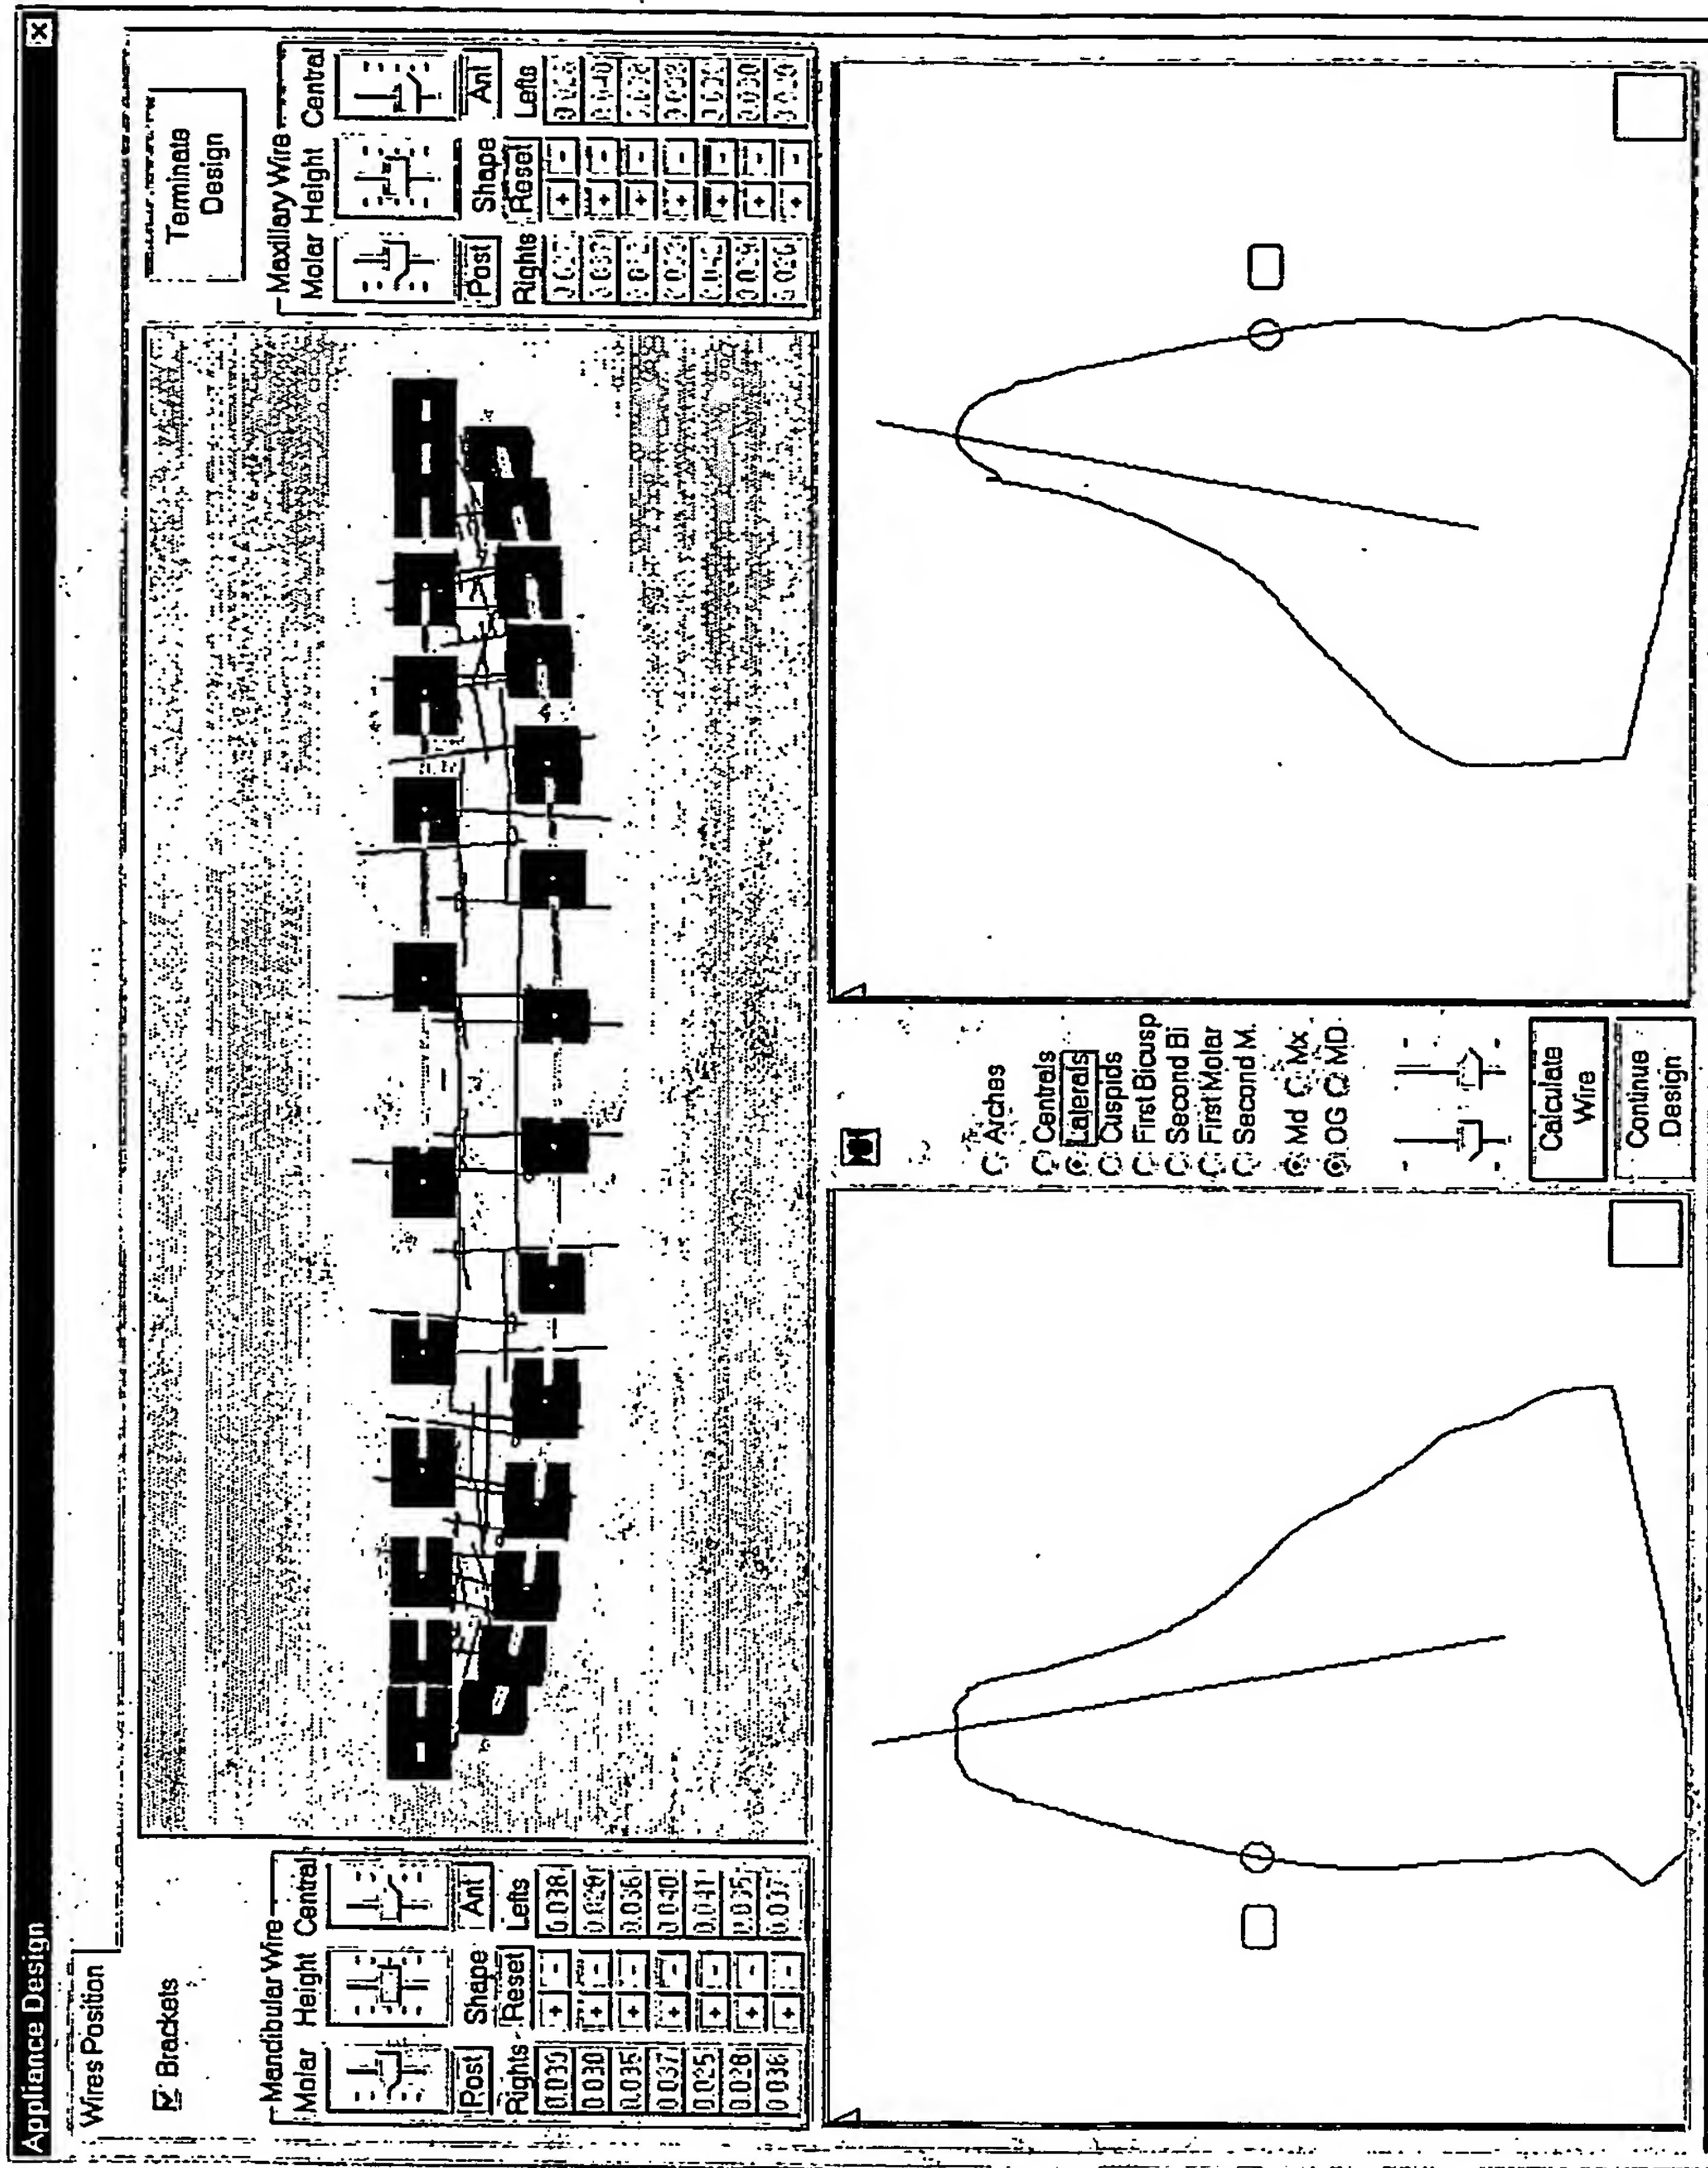 Appliance Design
Wires Position
Brackets
Mandibular Wire
Molar Height Central
Post Shape Ant
Rights Reset Lefts
0.030 + - 0.038
+ -
0.035 + - 0.036
0.037 + - 0.040
0.025 + - 0.041
0.028 + - 0.035
0.036 + - 0.037
Terminate
Design
Maxillary Wire
Molar Height Central
Post Shape Ant
Rights Reset Lefts
+ -
+ -
+ -
+ -
+ -
+ -
+ -
Arches
Centrals
Laterals
Cuspids
First Bicusp
Second Bi
First Molar
Second M.
Md Mx
OG MD
Calculate
Wire
Continue
Design